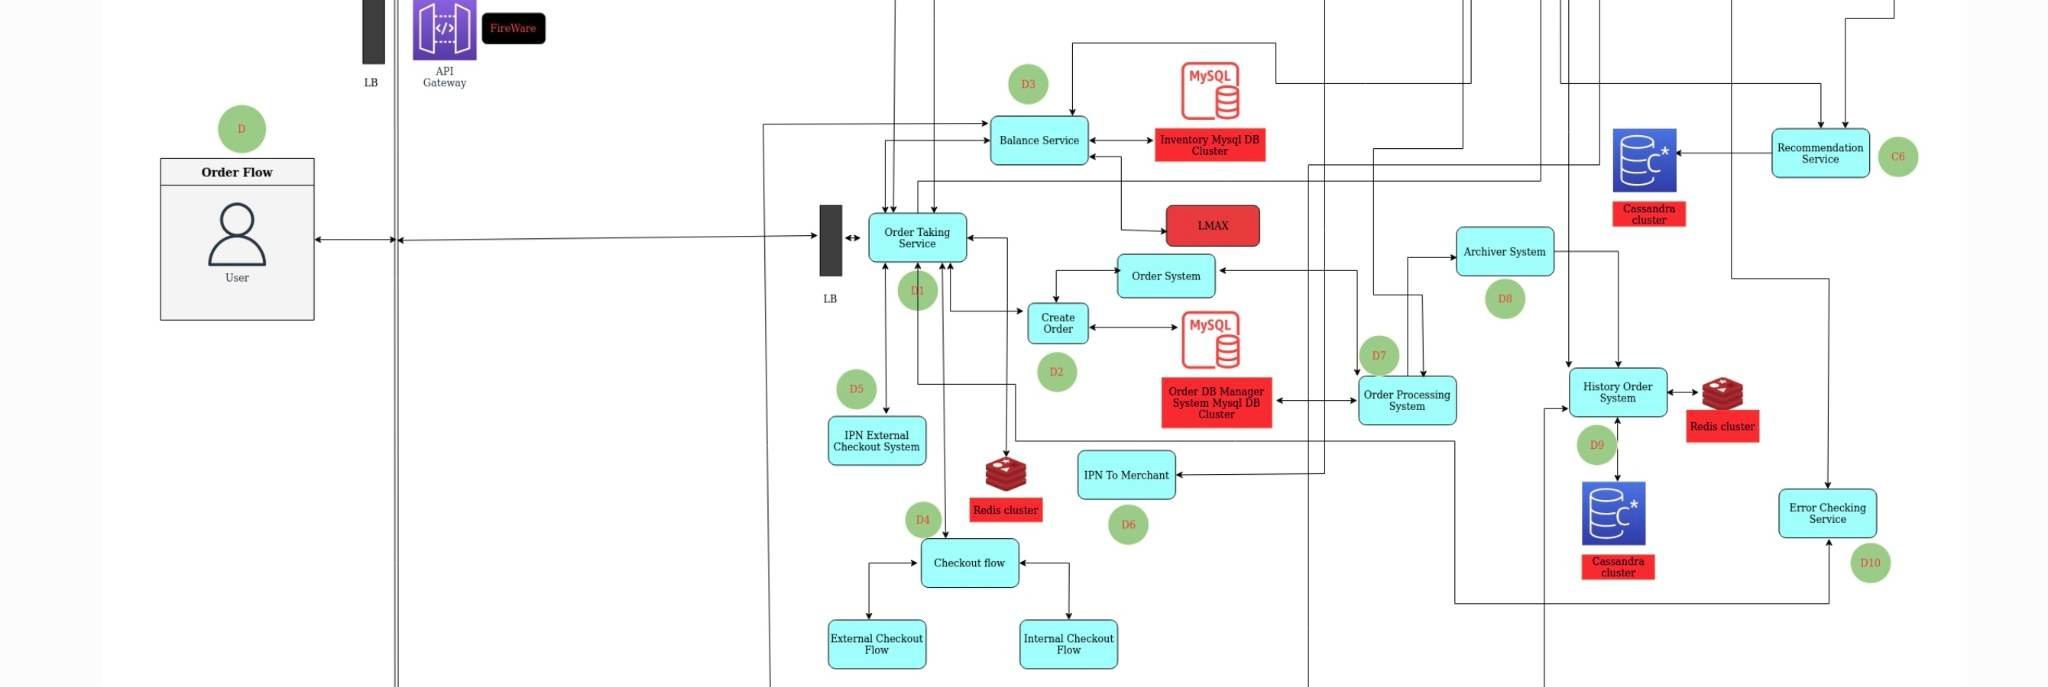 FireWare
API
Gateway
LB
D
Order Flow
User
D3
MySQL
Balance Service
Inventory Mysql DB
Cluster
Recommendation
Service
C6
C*
Cassandra
cluster
LMAX
Order Taking
Service
LB
D1
Order System
Archiver System
D8
Create
Order
D2
MySQL
D7
Order DB Manager
System Mysql DB
Cluster
Order Processing
System
History Order
System
Redis cluster
D5
IPN External
Checkout System
D9
IPN To Merchant
D6
Redis cluster
D4
C*
Cassandra
cluster
Error Checking
Service
D10
Checkout flow
External Checkout
Flow
Internal Checkout
Flow